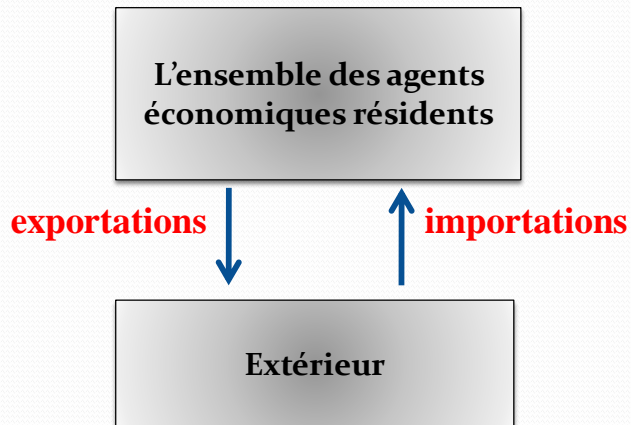 L’ensemble des agents
économiques résidents
exportations
importations
Extérieur